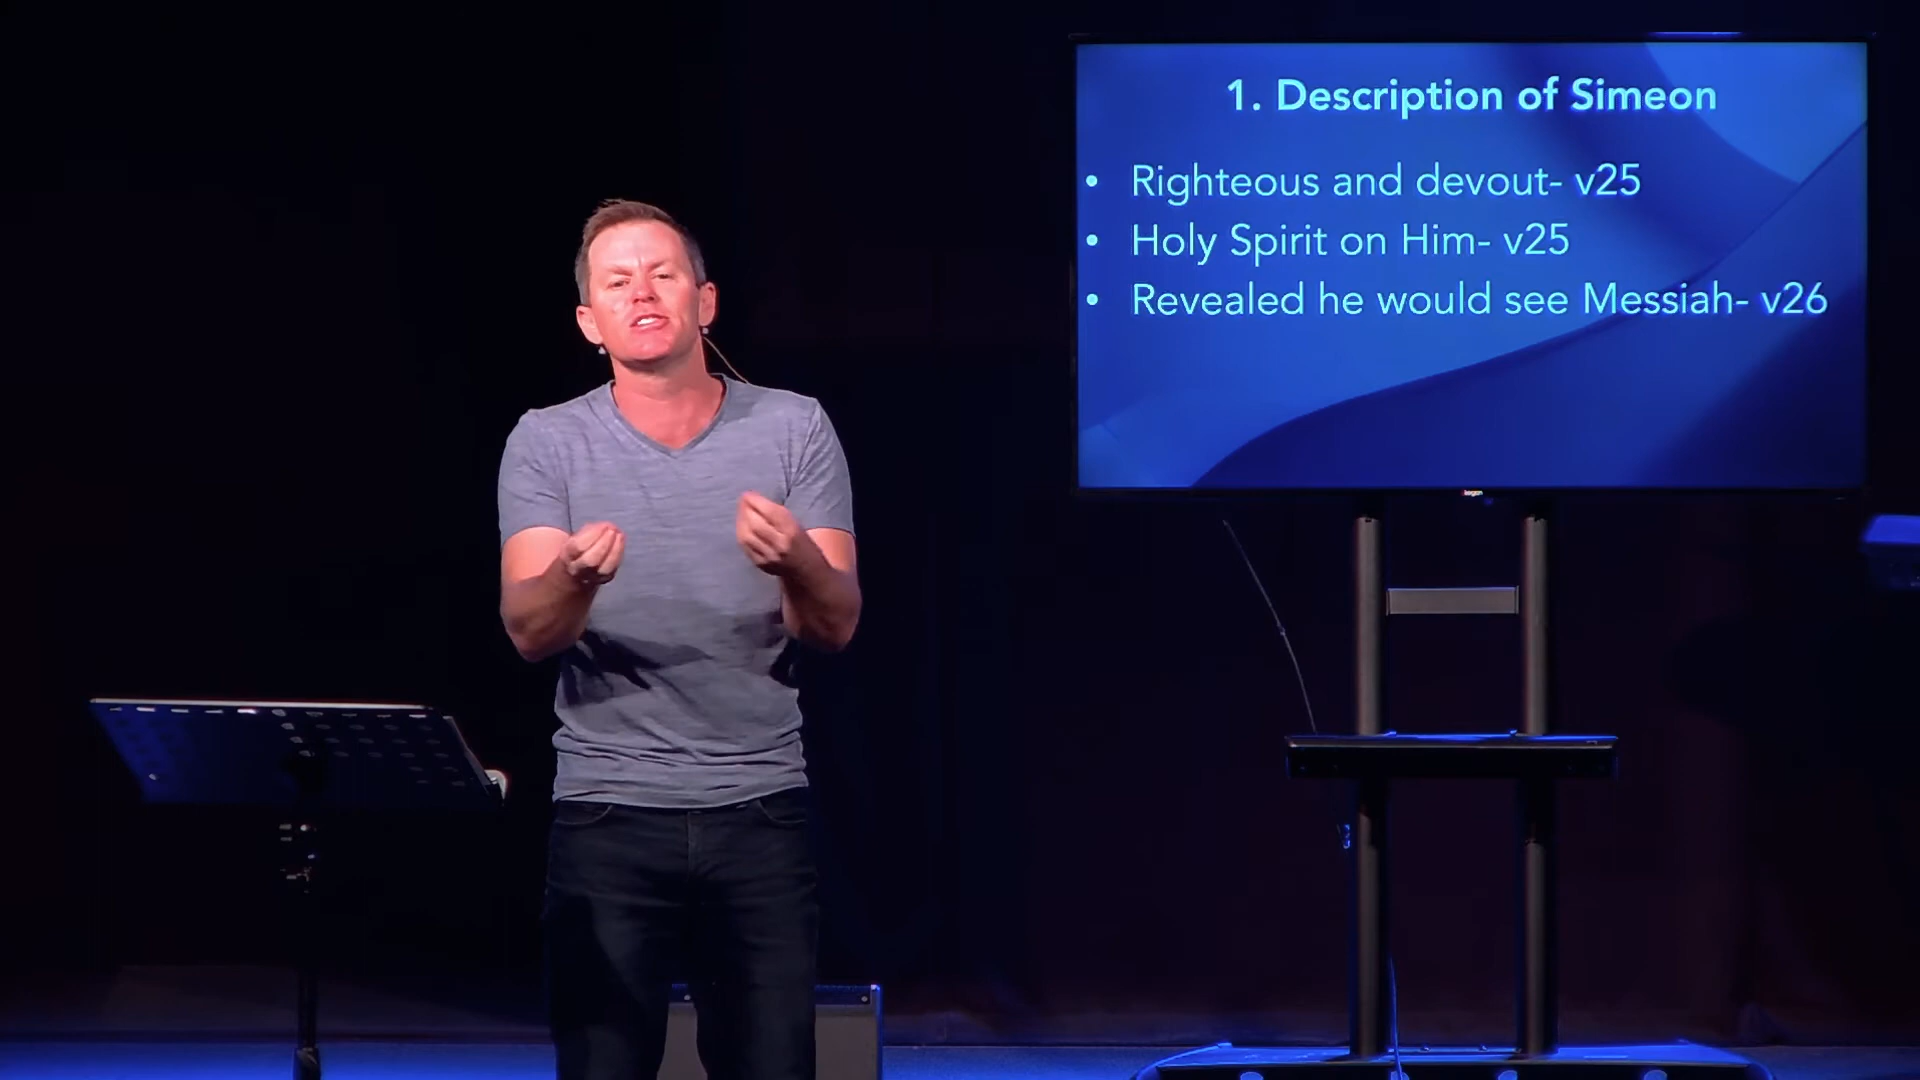 1. Description of Simeon
• Righteous and devout- v25
• Holy Spirit on Him- v25
• Revealed he would see Messiah- v26